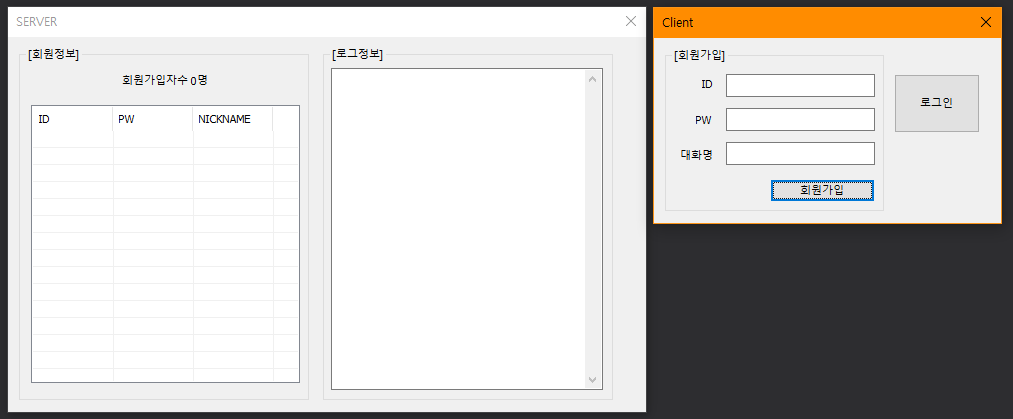 SERVER
[회원정보]
회원가입자수 0명
ID PW NICKNAME
[로그정보]
Client
[회원가입]
ID
PW
대화명
회원가입
로그인